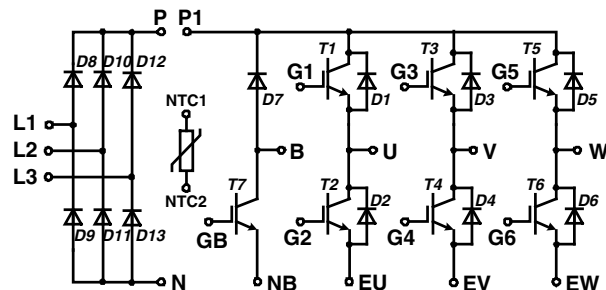 P P1
D8 D10 D12
T1 T3 T5
G1 G3 G5
D7 D1 D3 D5
NTC1
L1
L2
L3
B U V W
NTC2
T7 T2 T4 T6
D2 D4 D6
GB G2 G4 G6
D9 D11 D13
N NB EU EV EW